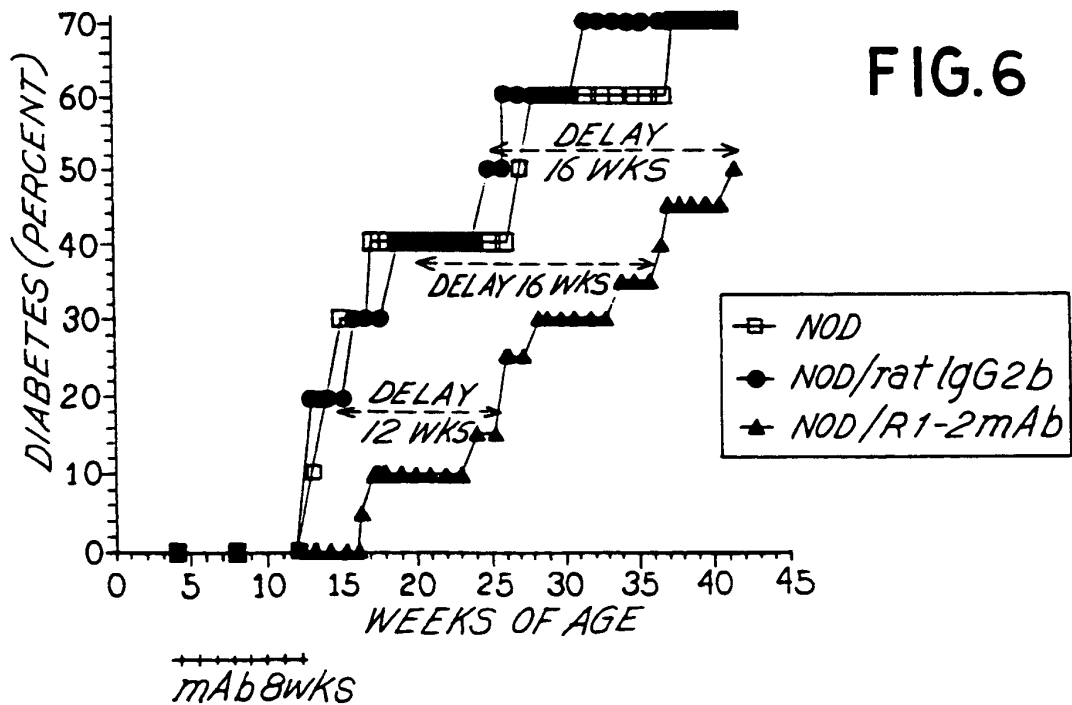 FIG.6
DIABETES (PERCENT)
70
60
50
40
30
20
10
0
DELAY
16 WKS
DELAY 16 WKS
DELAY
12 WKS
NOD
NOD/rat IgG2b
NOD/R1-2mAb
0 5 10 15 20 25 30 35 40 45
WEEKS OF AGE
mAb 8wks